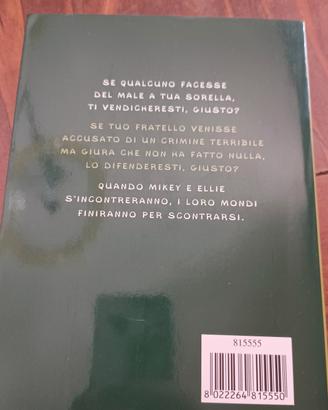 SE QUALCUNO FACESSE
DEL MALE A TUA SORELLA,
TI VENDICHERESTI, GIUSTO?
SE TUO FRATELLO VENISSE
ACCUSATO DI UN CRIMINE TERRIBILE
MA GIURA CHE NON HA FATTO NULLA,
LO DIFENDERESTI, GIUSTO?
QUANDO MIKEY E ELLIE
S'INCONTRERANNO, I LORO MONDI
FINIRANNO PER SCONTRARSI.
815555
8 022264 815550